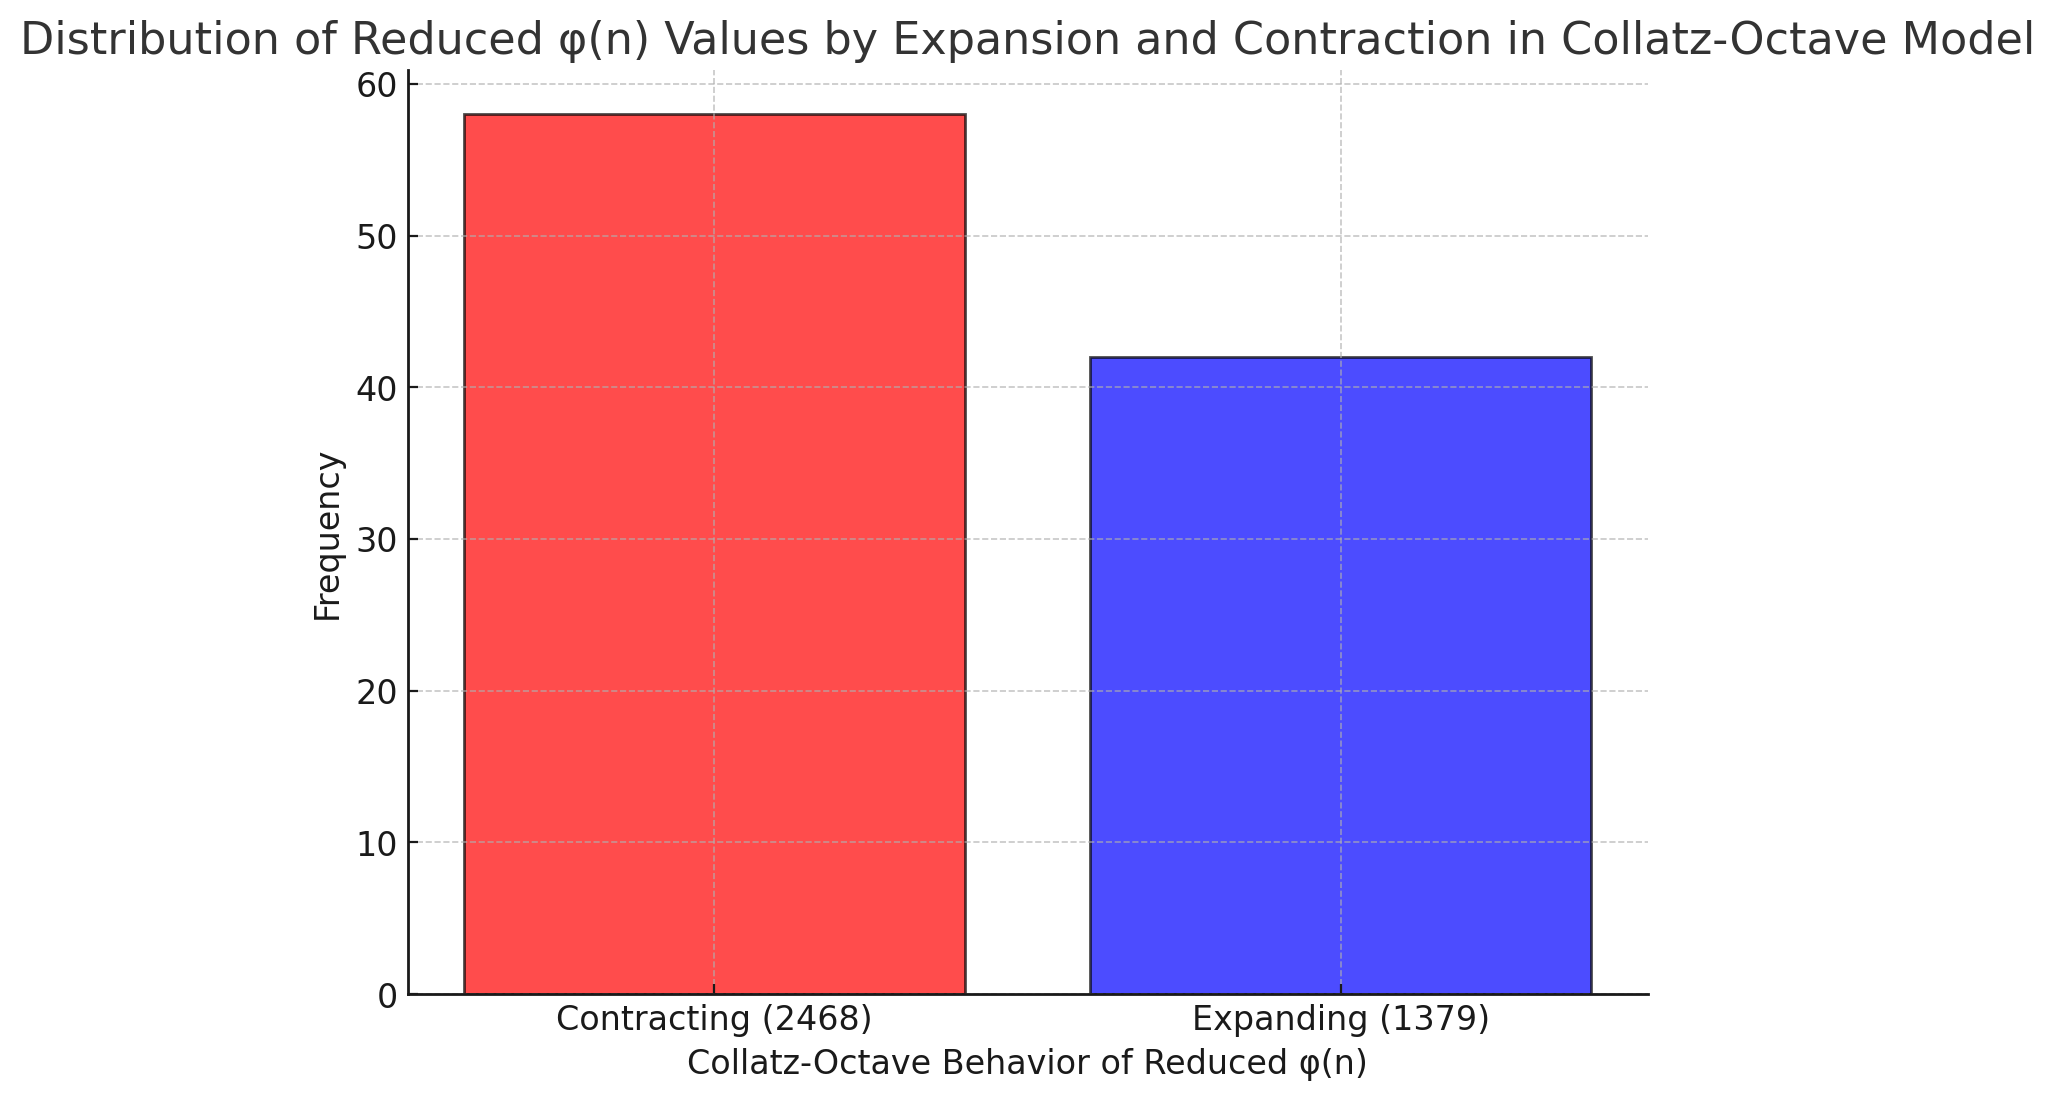 Distribution of Reduced φ(n) Values by Expansion and Contraction in Collatz-Octave Model
60
50
40
30
20
10
0
Frequency
Contracting (2468)
Expanding (1379)
Collatz-Octave Behavior of Reduced φ(n)